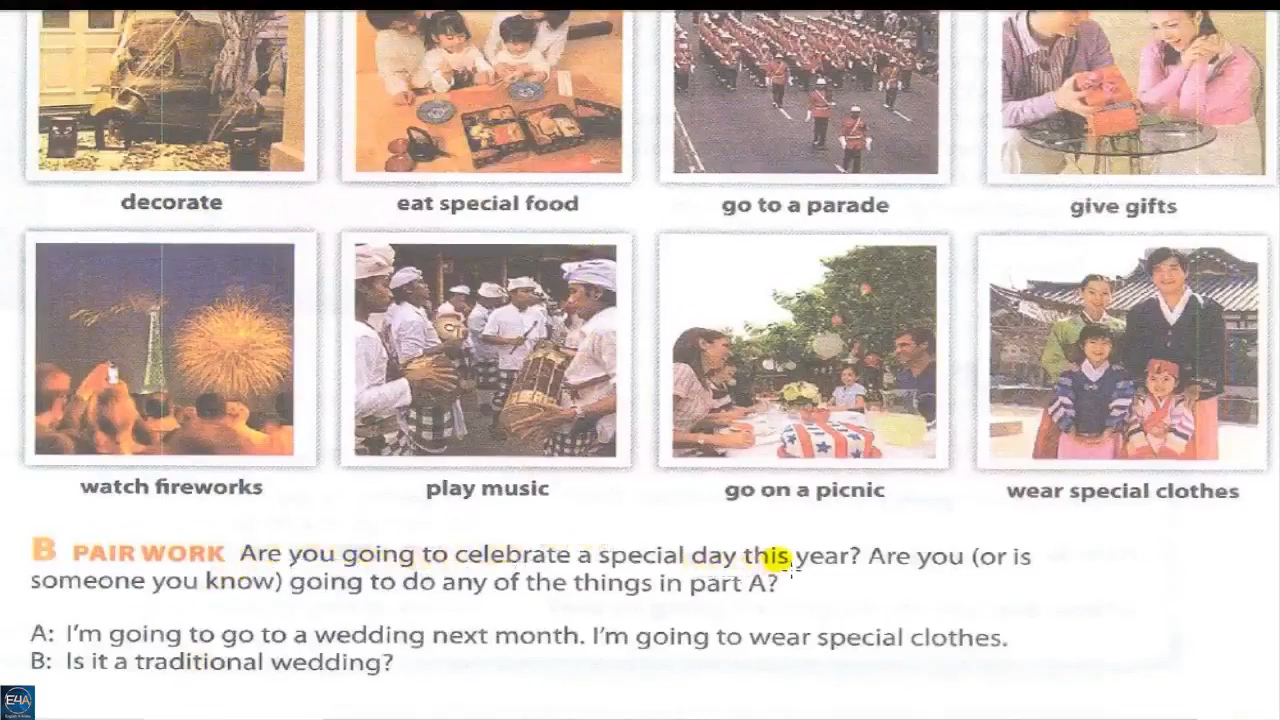 decorate eat special food go to a parade give gifts
watch fireworks play music go on a picnic wear special clothes
B PAIR WORK Are you going to celebrate a special day this year? Are you (or is
someone you know) going to do any of the things in part A?
A: I'm going to go to a wedding next month. I'm going to wear special clothes.
B: Is it a traditional wedding?
E4A